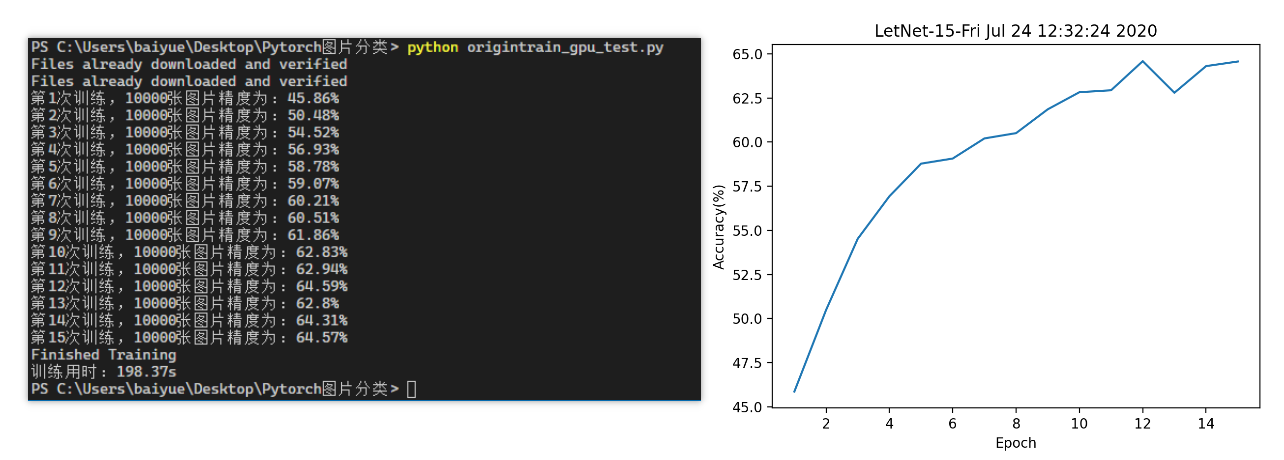 PS C:\Users\baiyue\Desktop\Pytorch图片分类> python origintrain_gpu_test.py
Files already downloaded and verified
Files already downloaded and verified
第1次训练，10000张图片精度为：45.86%
第2次训练，10000张图片精度为：50.48%
第3次训练，10000张图片精度为：54.52%
第4次训练，10000张图片精度为：56.93%
第5次训练，10000张图片精度为：58.78%
第6次训练，10000张图片精度为：59.07%
第7次训练，10000张图片精度为：60.21%
第8次训练，10000张图片精度为：60.51%
第9次训练，10000张图片精度为：61.86%
第10次训练，10000张图片精度为：62.83%
第11次训练，10000张图片精度为：62.94%
第12次训练，10000张图片精度为：64.59%
第13次训练，10000张图片精度为：62.8%
第14次训练，10000张图片精度为：64.31%
第15次训练，10000张图片精度为：64.57%
Finished Training
训练用时：198.37s
PS C:\Users\baiyue\Desktop\Pytorch图片分类>
LetNet-15-Fri Jul 24 12:32:24 2020
65.0
62.5
60.0
57.5
55.0
52.5
50.0
47.5
45.0
Accuracy(%)
2 4 6 8 10 12 14
Epoch